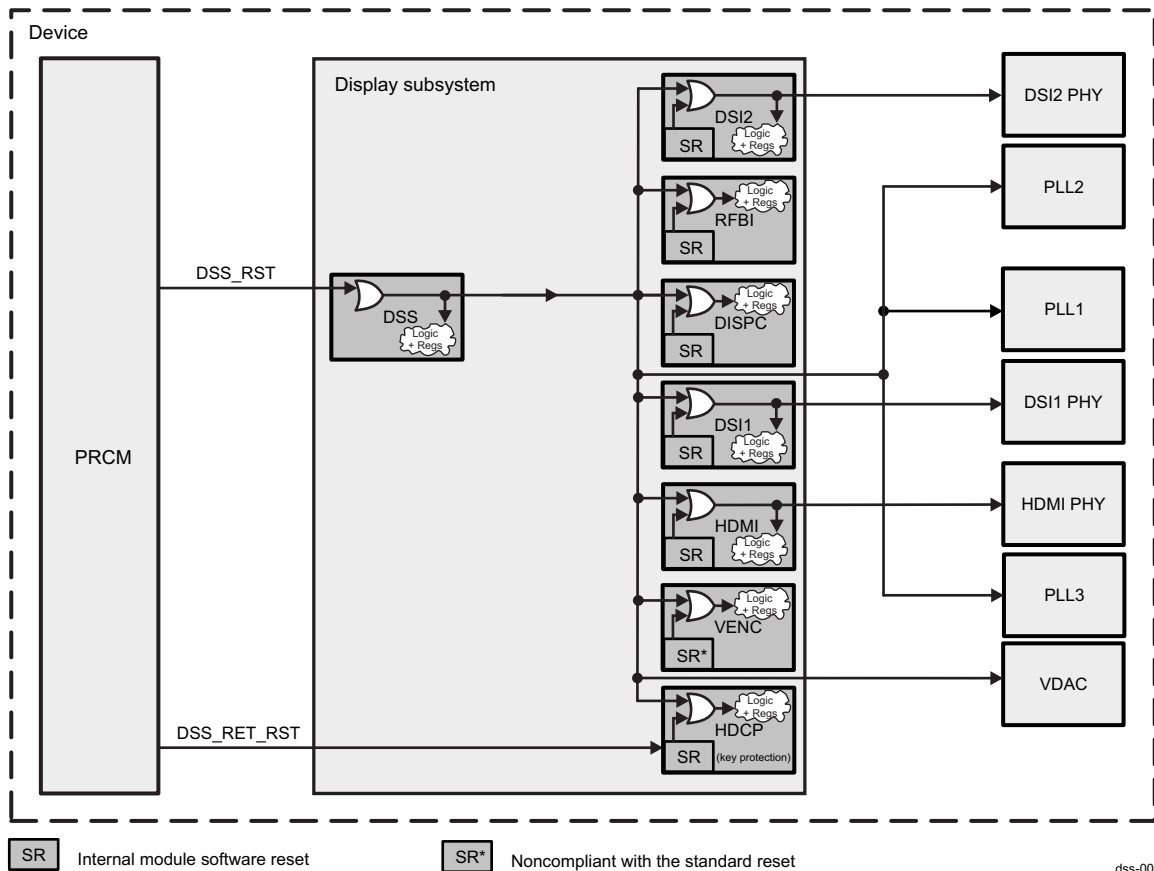 Device
PRCM
Display subsystem
DSS_RST
DSS_RET_RST
DSS
Logic
+ Regs
DSI2
SR
Logic
+ Regs
RFBI
SR
Logic
+ Regs
DISPC
SR
Logic
+ Regs
DSI1
SR
Logic
+ Regs
HDMI
SR
Logic
+ Regs
VENC
SR*
Logic
+ Regs
HDCP
SR
(key protection)
Logic
+ Regs
DSI2 PHY
PLL2
PLL1
DSI1 PHY
HDMI PHY
PLL3
VDAC
SR Internal module software reset
SR* Noncompliant with the standard reset
dss-00